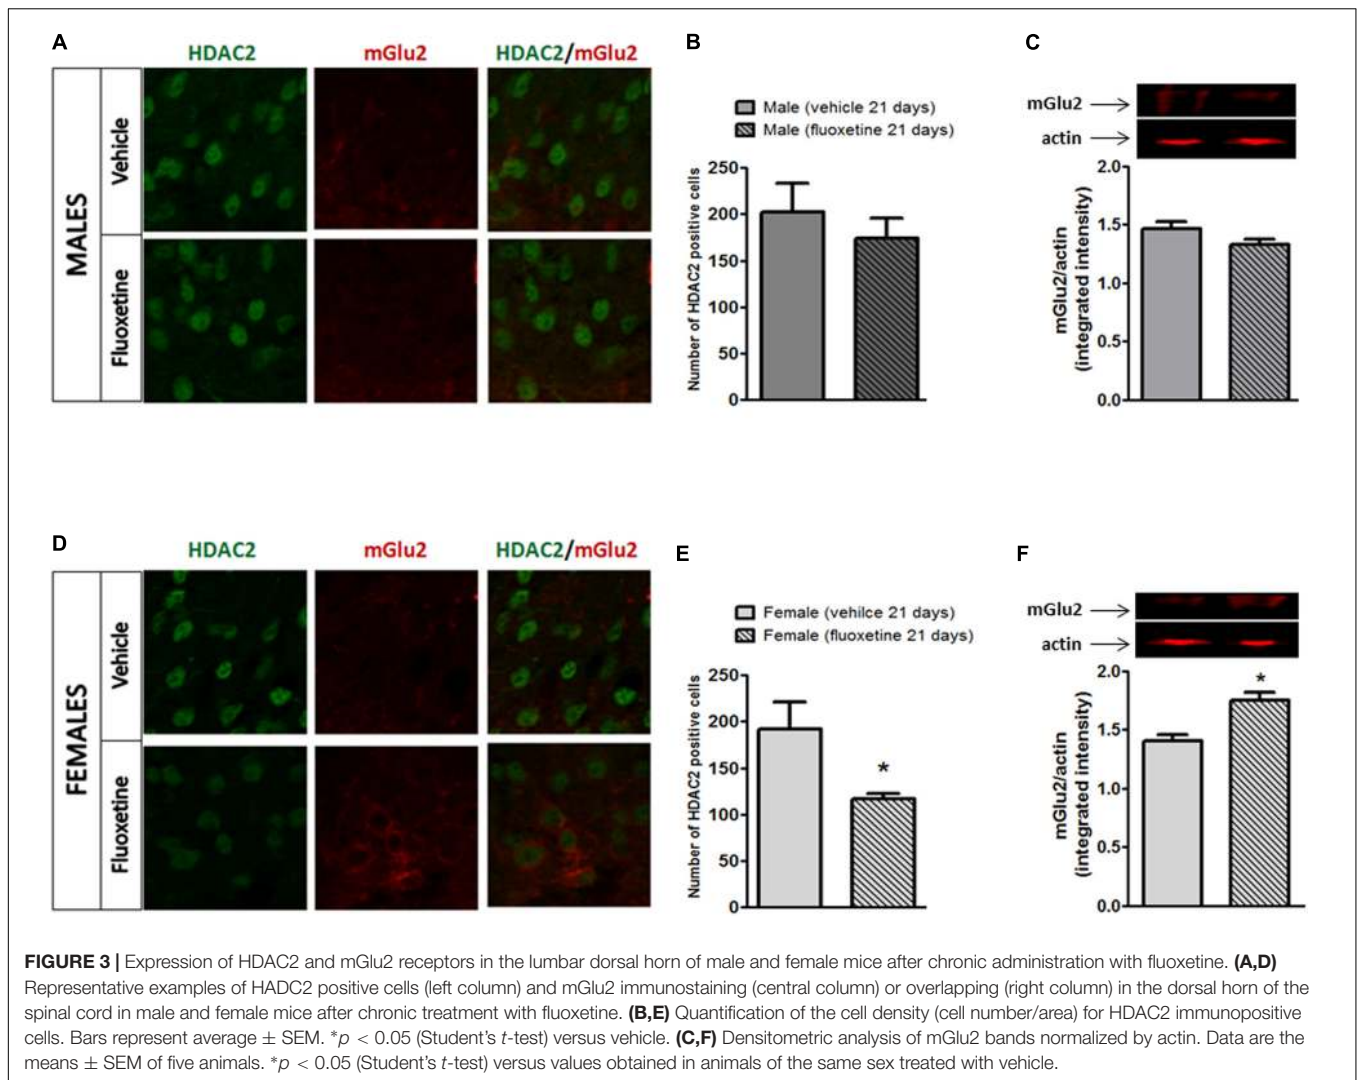 A
HDAC2
mGlu2
HDAC2/mGlu2
MALES
Vehicle
Fluoxetine
B
Male (vehicle 21 days)
Male (fluoxetine 21 days)
Number of HDAC2 positive cells
250
200
150
100
50
0
C
mGlu2
actin
mGlu2/actin
(integrated intensity)
2.0
1.5
1.0
0.5
0.0
D
HDAC2
mGlu2
HDAC2/mGlu2
FEMALES
Vehicle
Fluoxetine
E
Female (vehilce 21 days)
Female (fluoxetine 21 days)
Number of HDAC2 positive cells
250
200
150
100
50
0
*
F
mGlu2
actin
mGlu2/actin
(integrated intensity)
2.0
1.5
1.0
0.5
0.0
*
FIGURE 3 | Expression of HDAC2 and mGlu2 receptors in the lumbar dorsal horn of male and female mice after chronic administration with fluoxetine. (A,D)
Representative examples of HADC2 positive cells (left column) and mGlu2 immunostaining (central column) or overlapping (right column) in the dorsal horn of the
spinal cord in male and female mice after chronic treatment with fluoxetine. (B,E) Quantification of the cell density (cell number/area) for HDAC2 immunopositive
cells. Bars represent average ± SEM. *p < 0.05 (Student's t-test) versus vehicle. (C,F) Densitometric analysis of mGlu2 bands normalized by actin. Data are the
means ± SEM of five animals. *p < 0.05 (Student's t-test) versus values obtained in animals of the same sex treated with vehicle.